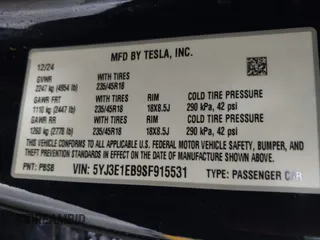 MFD BY TESLA, INC.
12/24
GVWR WITH TIRES
2247 kg (4954 LB) 235/45R18
GAWR FRT WITH TIRES RIM COLD TIRE PRESSURE
1110 kg (2447 LB) 235/45R18 18X8.5J 290 kPa, 42 psi
GAWR RR WITH TIRES RIM COLD TIRE PRESSURE
1260 kg (2778 LB) 235/45R18 18X8.5J 290 kPa, 42 psi
THIS VEHICLE CONFORMS TO ALL APPLICABLE U.S. FEDERAL MOTOR VEHICLE SAFETY, BUMPER, AND
THEFT PREVENTION STANDARDS IN EFFECT ON THE DATE OF MANUFACTURE SHOWN ABOVE.
PNT: VIN: 5YJ3E1EB9SF915531 TYPE: PASSENGER CAR